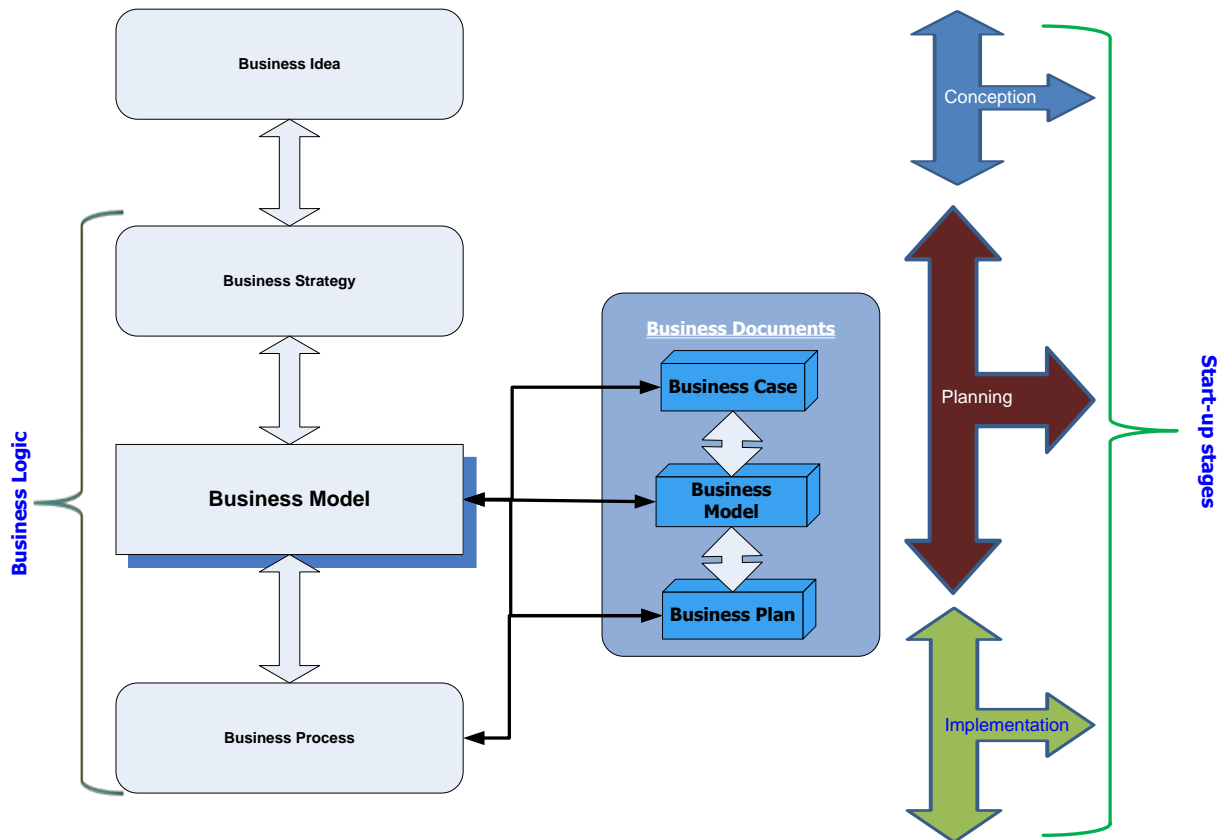 Business Idea
Conception
Business Strategy
Business Documents
Business Case
Planning
Business Logic
Business Model
Business
Model
Start-up stages
Business Plan
Business Process
Implementation